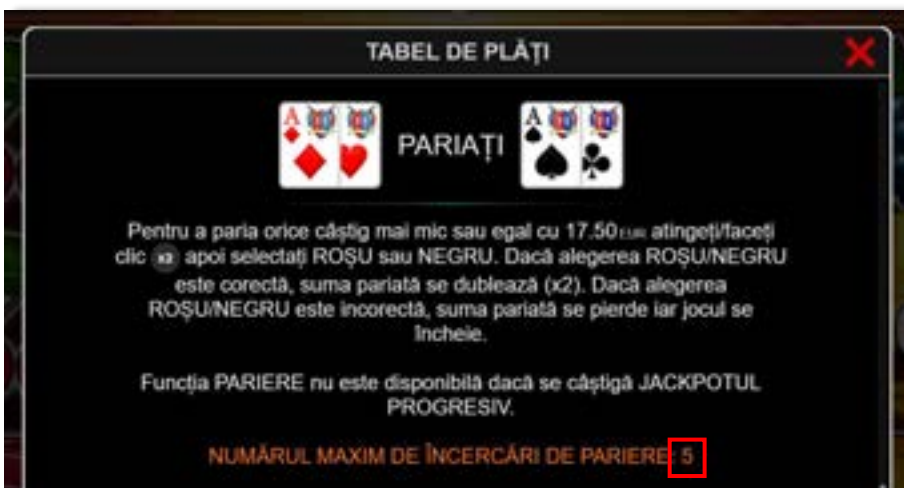 TABEL DE PLĂȚI
A A
PARIAȚI
Pentru a paria orice câștig mai mic sau egal cu 17.50 EUR atingeți/faceți
clic x2 apoi selectați ROȘU sau NEGRU. Dacă alegerea ROȘU/NEGRU
este corectă, suma pariată se dublează (x2). Dacă alegerea
ROȘU/NEGRU este incorectă, suma pariată se pierde iar jocul se
încheie.
Funcția PARIERE nu este disponibilă dacă se câștigă JACKPOTUL
PROGRESIV.
NUMĂRUL MAXIM DE ÎNCERCĂRI DE PARIERE: 5